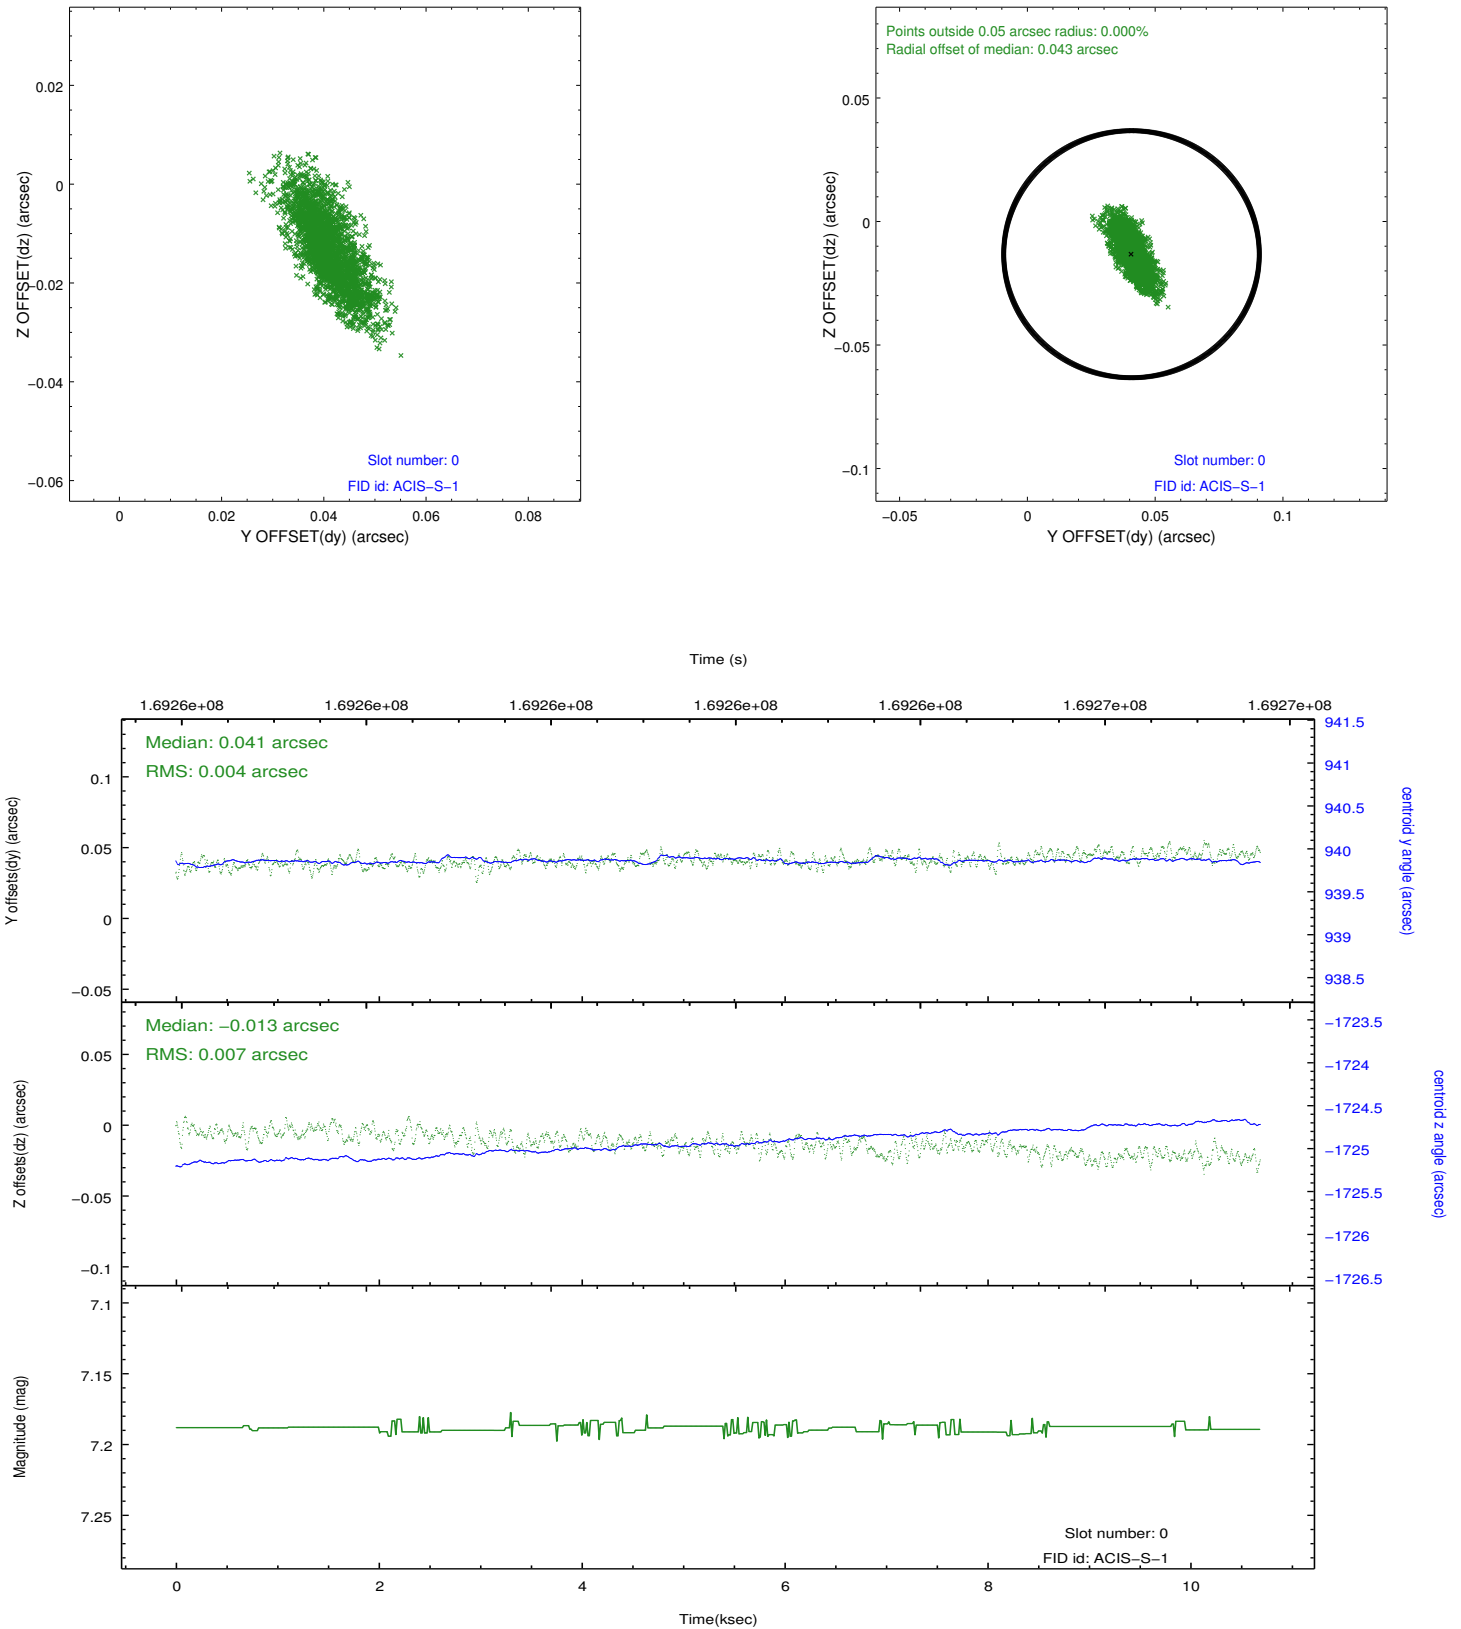 0.02
0
−0.02
−0.04
−0.06
Z OFFSET(dz) (arcsec)
Slot number: 0
FID id: ACIS−S−1
0 0.02 0.04 0.06 0.08
Y OFFSET(dy) (arcsec)
Points outside 0.05 arcsec radius: 0.000%
Radial offset of median: 0.043 arcsec
0.05
0
−0.05
−0.1
Z OFFSET(dz) (arcsec)
Slot number: 0
FID id: ACIS−S−1
−0.05 0 0.05 0.1
Y OFFSET(dy) (arcsec)
Time (s)
1.6926e+08 1.6926e+08 1.6926e+08 1.6926e+08 1.6926e+08 1.6927e+08 1.6927e+08
Median: 0.041 arcsec
RMS: 0.004 arcsec
0.1
0.05
0
−0.05
Y offsets(dy) (arcsec)
941.5
941
940.5
940
939.5
939
938.5
centroid y angle (arcsec)
Median: −0.013 arcsec
RMS: 0.007 arcsec
0.05
0
−0.05
−0.1
Z offsets(dz) (arcsec)
−1723.5
−1724
−1724.5
−1725
−1725.5
−1726
−1726.5
centroid z angle (arcsec)
7.1
7.15
7.2
7.25
Magnitude (mag)
Slot number: 0
FID id: ACIS−S−1
0 2 4 6 8 10
Time(ksec)